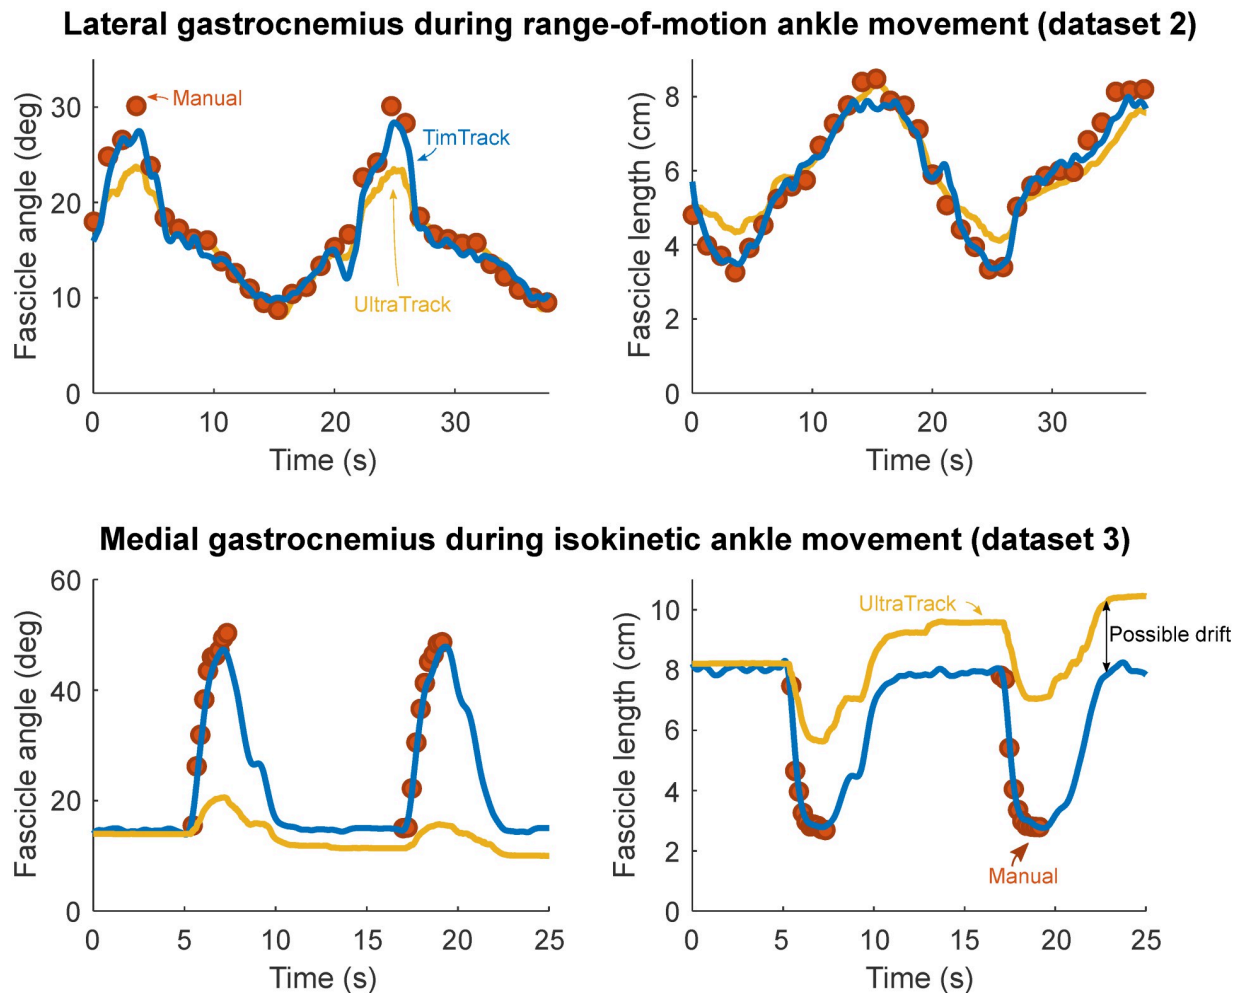 Lateral gastrocnemius during range-of-motion ankle movement (dataset 2)
Fascicle angle (deg)
30
20
10
0
0 10 20 30
Time (s)
Manual
TimTrack
UltraTrack
Fascicle length (cm)
8
6
4
2
0
0 10 20 30
Time (s)
Medial gastrocnemius during isokinetic ankle movement (dataset 3)
Fascicle angle (deg)
60
40
20
0
0 5 10 15 20 25
Time (s)
Fascicle length (cm)
10
8
6
4
2
0
0 5 10 15 20 25
Time (s)
UltraTrack
Possible drift
Manual